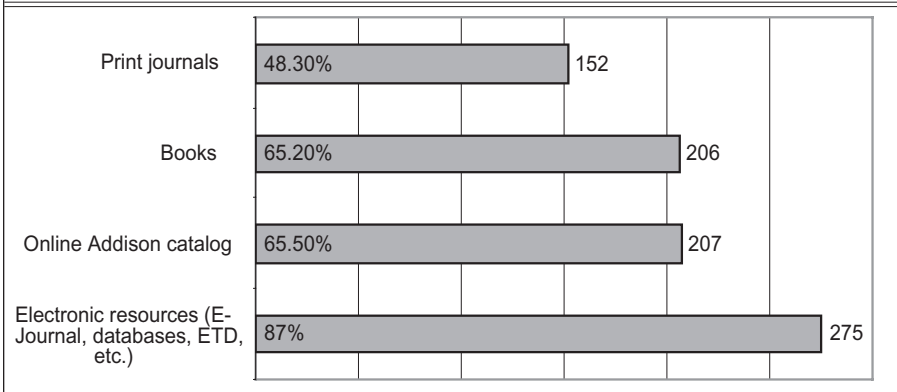 Print journals
48.30%
152
Books
65.20%
206
Online Addison catalog
65.50%
207
Electronic resources (E-
Journal, databases, ETD,
etc.)
87%
275